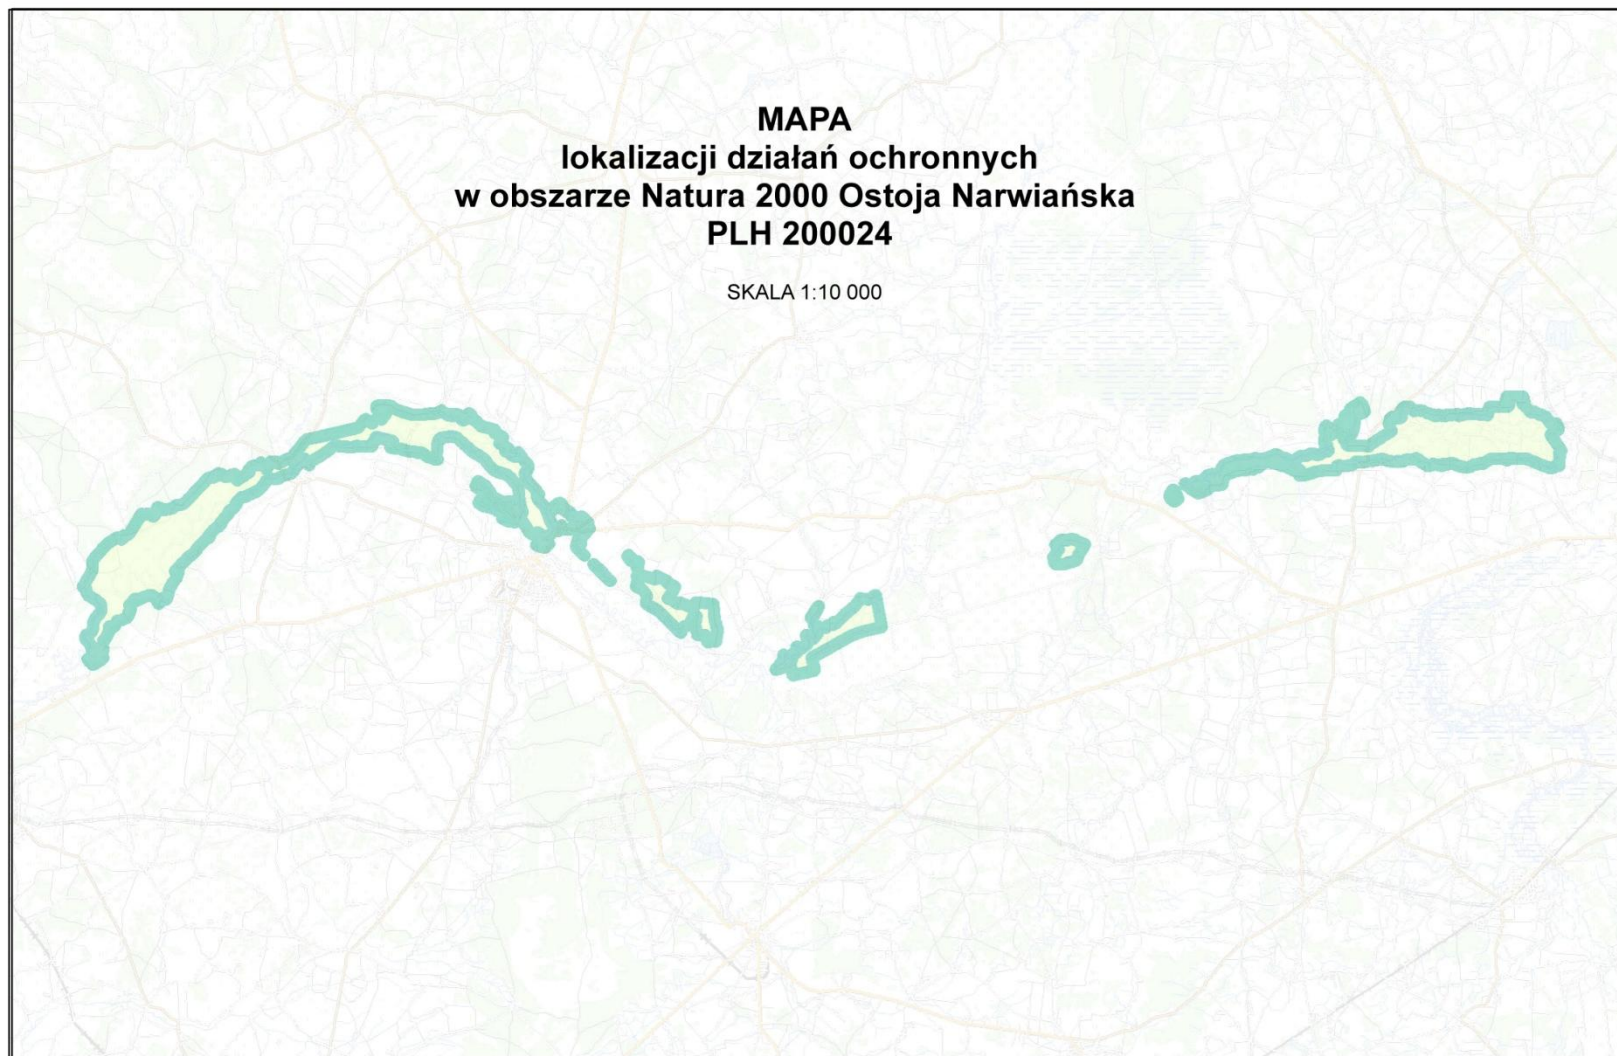 MAPA
lokalizacji działań ochronnych
w obszarze Natura 2000 Ostoja Narwiańska
PLH 200024
SKALA 1:10 000